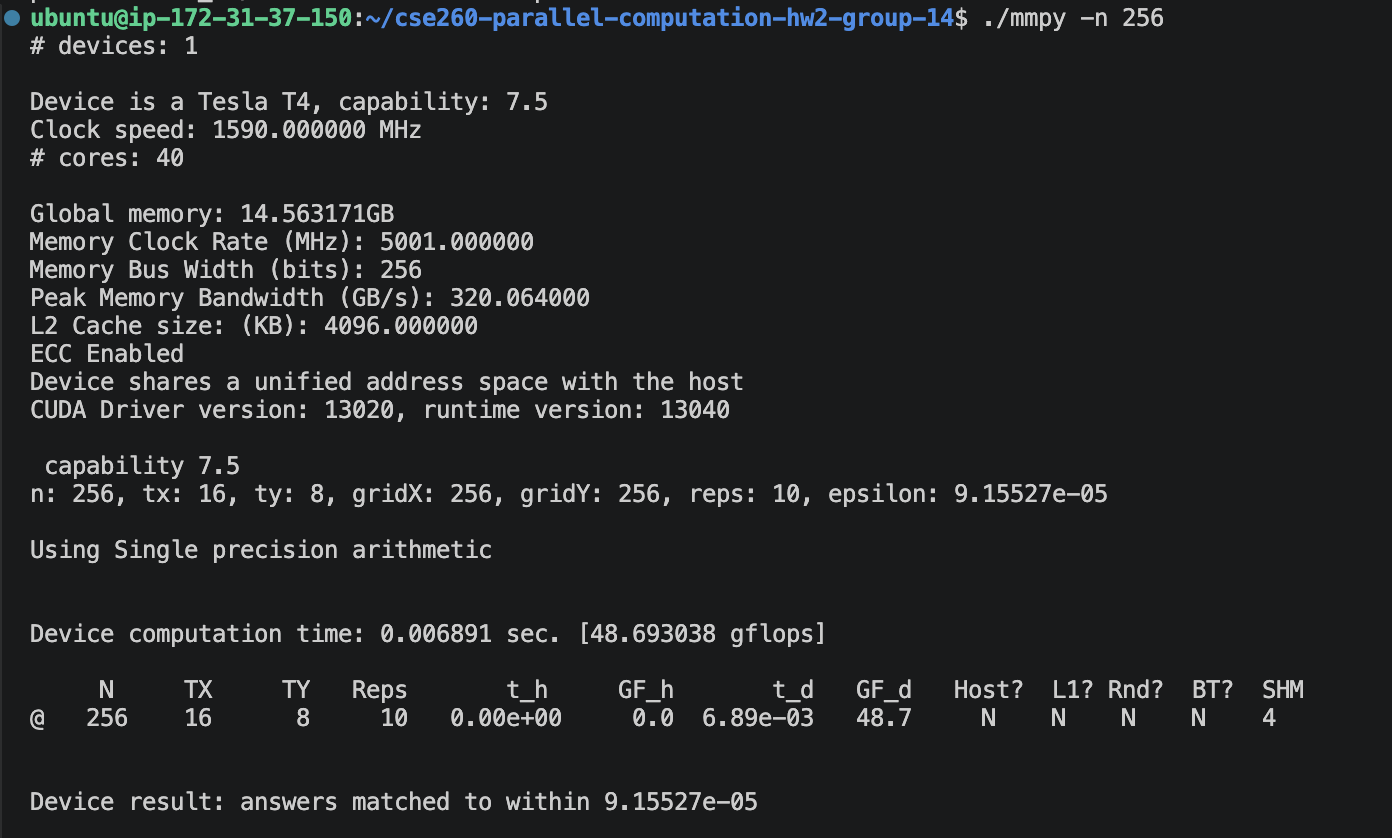 ubuntu@ip-172-31-37-150:~/cse260-parallel-computation-hw2-group-14$ ./mmpy -n 256
# devices: 1
Device is a Tesla T4, capability: 7.5
Clock speed: 1590.000000 MHz
# cores: 40
Global memory: 14.563171GB
Memory Clock Rate (MHz): 5001.000000
Memory Bus Width (bits): 256
Peak Memory Bandwidth (GB/s): 320.064000
L2 Cache size: (KB): 4096.000000
ECC Enabled
Device shares a unified address space with the host
CUDA Driver version: 13020, runtime version: 13040
capability 7.5
n: 256, tx: 16, ty: 8, gridX: 256, gridY: 256, reps: 10, epsilon: 9.15527e-05
Using Single precision arithmetic
Device computation time: 0.006891 sec. [48.693038 gflops]
N TX TY Reps t_h GF_h t_d GF_d Host? L1? Rnd? BT? SHM
@ 256 16 8 10 0.00e+00 0.0 6.89e-03 48.7 N N N N 4
Device result: answers matched to within 9.15527e-05